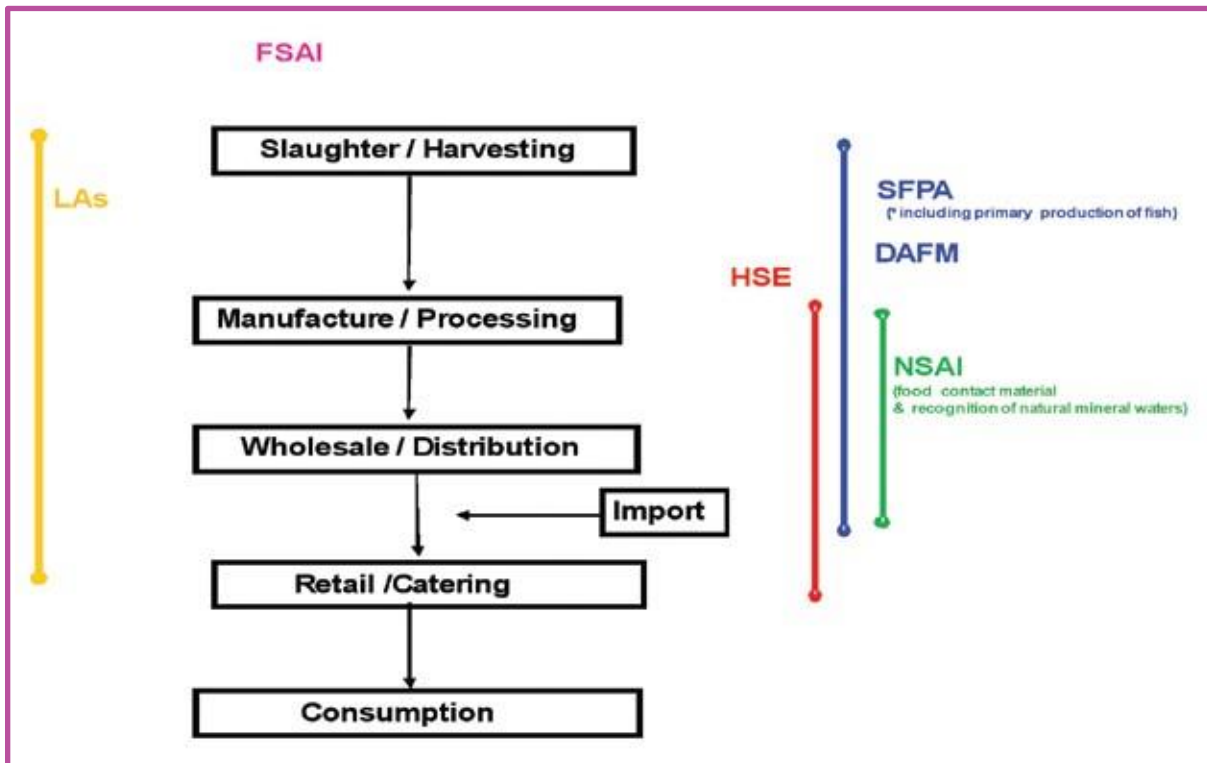 FSAI
Slaughter / Harvesting
LAs
SFPA
(* including primary production of fish)
DAFM
HSE
Manufacture / Processing
NSAI
(food contact material
& recognition of natural mineral waters)
Wholesale / Distribution
Import
Retail /Catering
Consumption